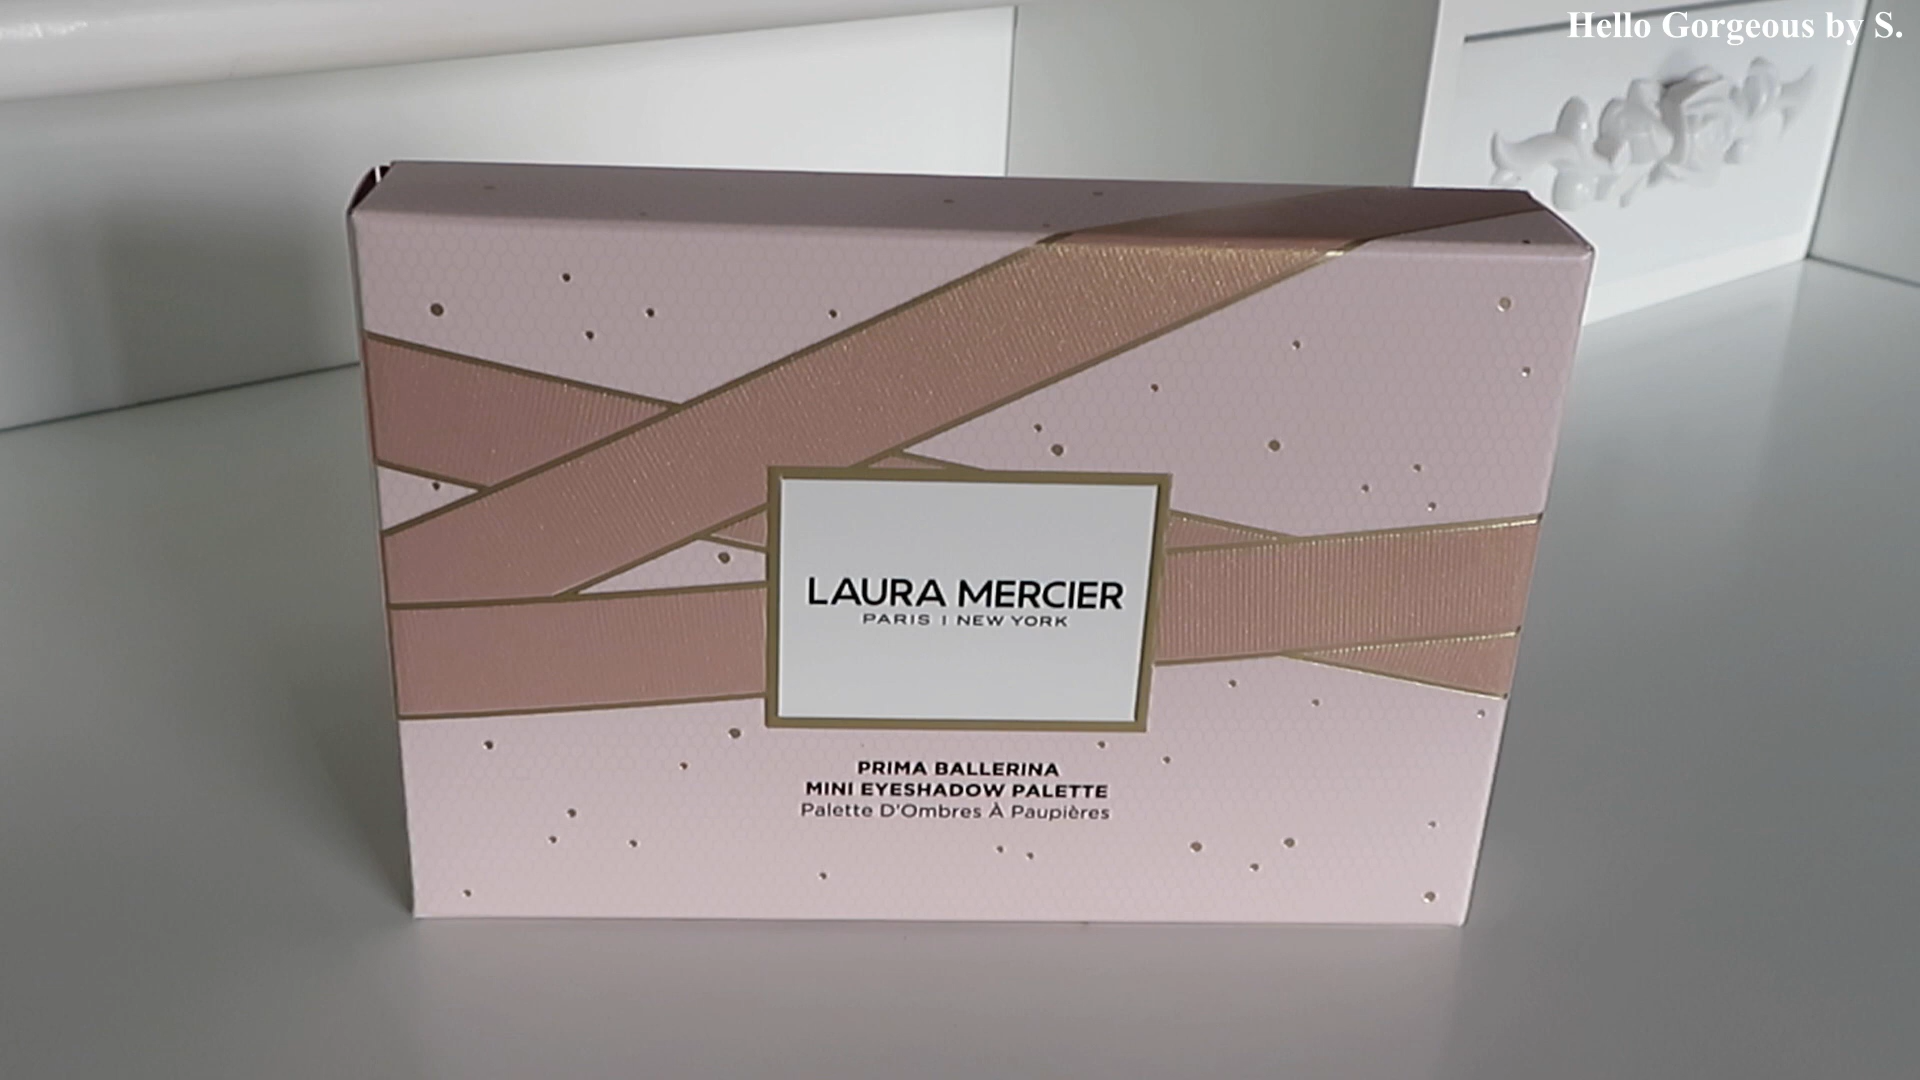 Hello Gorgeous by S.
LAURA MERCIER
PARIS | NEW YORK
PRIMA BALLERINA
MINI EYESHADOW PALETTE
Palette D'Ombres À Paupières